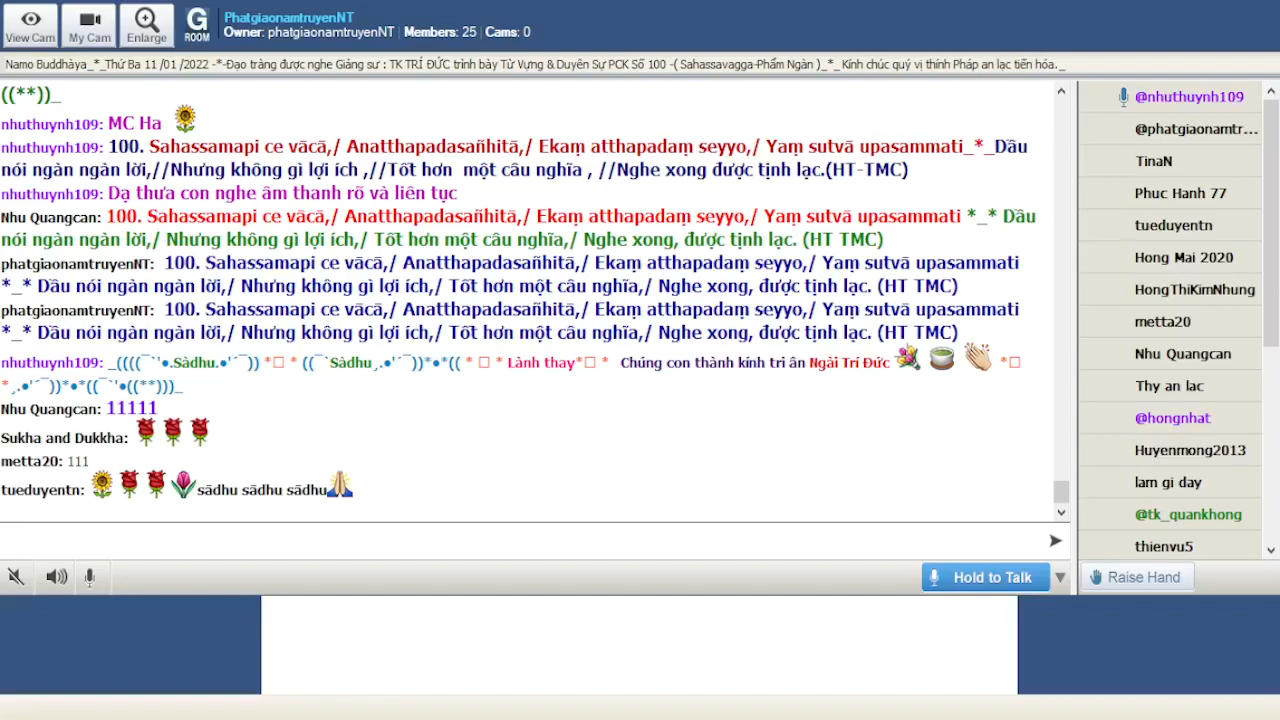 View Cam
My Cam
Enlarge
G
ROOM
PhatgiaonamtruyenNT
Owner: phatgiaonamtruyenNT | Members: 25 | Cams: 0
Namo Buddhàya_*_Thứ Ba 11 /01 /2022 -*-Đạo tràng được nghe Giảng sư : TK TRÍ ĐỨC trình bày Từ Vựng & Duyên Sự PCK Số 100 -( Sahassavagga-Phẩm Ngàn )_*_ Kính chúc quý vị thính Pháp an lạc tiến hóa._
((**))_
nhuthuynh109: MC Ha
nhuthuynh109: 100. Sahassamapi ce vācā,/ Anatthapadasañhitā,/ Ekaṃ atthapadaṃ seyyo,/ Yaṃ sutvā upasammati_*_Dầu
nói ngàn ngàn lời,//Nhưng không gì lợi ích ,//Tốt hơn  một câu nghĩa , //Nghe xong được tịnh lạc.(HT-TMC)
nhuthuynh109: Dạ thưa con nghe âm thanh rõ và liên tục
Nhu Quangcan: 100. Sahassamapi ce vācā,/ Anatthapadasañhitā,/ Ekaṃ atthapadaṃ seyyo,/ Yaṃ sutvā upasammati *_* Dầu
nói ngàn ngàn lời,/ Nhưng không gì lợi ích,/ Tốt hơn một câu nghĩa,/ Nghe xong, được tịnh lạc. (HT TMC)
phatgiaonamtruyenNT:  100. Sahassamapi ce vācā,/ Anatthapadasañhitā,/ Ekaṃ atthapadaṃ seyyo,/ Yaṃ sutvā upasammati
*_* Dầu nói ngàn ngàn lời,/ Nhưng không gì lợi ích,/ Tốt hơn một câu nghĩa,/ Nghe xong, được tịnh lạc. (HT TMC)
phatgiaonamtruyenNT:  100. Sahassamapi ce vācā,/ Anatthapadasañhitā,/ Ekaṃ atthapadaṃ seyyo,/ Yaṃ sutvā upasammati
*_* Dầu nói ngàn ngàn lời,/ Nhưng không gì lợi ích,/ Tốt hơn một câu nghĩa,/ Nghe xong, được tịnh lạc. (HT TMC)
nhuthuynh109: _((((¯`'•.Sàdhu.•'´¯)) *□ * ((¯`Sàdhu¸.•'´¯))*•*(( * □ * Lành thay*□ *  Chúng con thành kính tri ân Ngài Trí Đức 💐 🍵 👏 *□
*¸.•'´¯))*•*((¯`'•((**)))_
Nhu Quangcan: 11111
Sukha and Dukkha: 🌹🌹🌹
metta20: 111
tueduyentn: 🌻🌹🌹🌷sādhu sādhu sādhu🙏
Hold to Talk
@nhuthuynh109
@phatgiaonamtr...
TinaN
Phuc Hanh 77
tueduyentn
Hong Mai 2020
HongThiKimNhung
metta20
Nhu Quangcan
Thy an lac
@hongnhat
Huyenmong2013
lam gi day
@tk_quankhong
thienvu5
Raise Hand